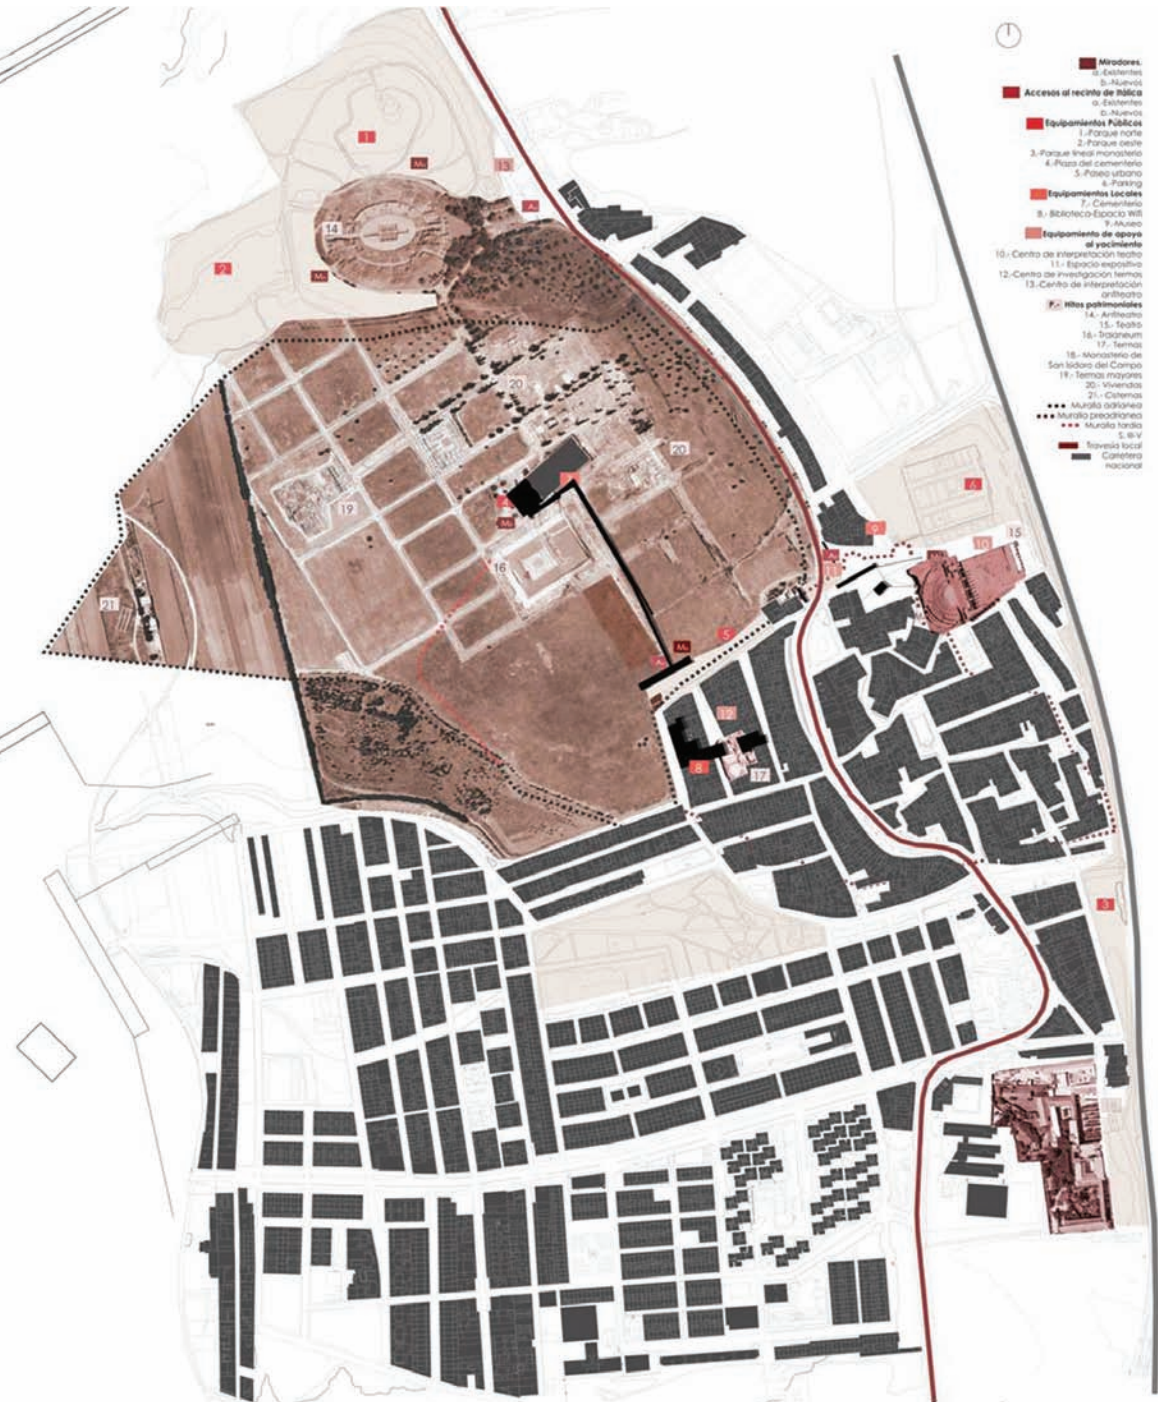 Miradores.
a.-Existentes
b.-Nuevos
Accesos al recinto de Itálica
a.-Existentes
b.-Nuevos
Equipamientos Públicos
1.-Parque norte
2.-Parque oeste
3.-Parque lineal monasterio
4.-Plaza del cementerio
5.-Paseo urbano
6.-Parking
Equipamientos Locales
7.- Cementerio
8.- Biblioteca-Espacio Wifi
9.-Museo
Equipamiento de apoyo
al yacimiento
10.- Centro de interpretación teatro
11.- Espacio expositivo
12.-Centro de investigación termas
13.-Centro de interpretación
anfiteatro
P.- Hitos patrimoniales
14.- Anfiteatro
15.- Teatro
16.- Traianeum
17.- Termas
18.- Monasterio de
San Isidoro del Campo
19.- Termas mayores
20.- Viviendas
21.- Cisternas
Muralla adrianea
Muralla preadrianea
Muralla tardía
S. III-V
Travesía local
Carretera
nacional
1
13
14
2
20
20
6
19
9
15
10
16
11
21
5
12
8
17
3